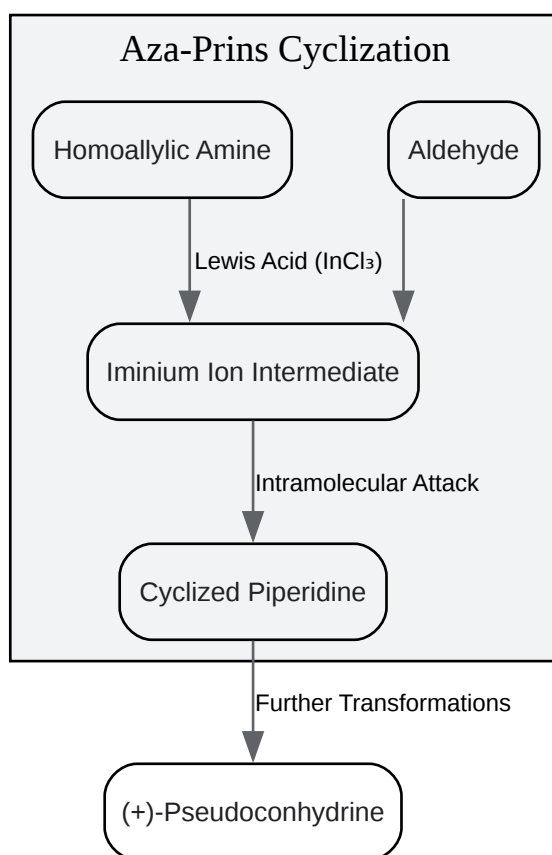 Aza-Prins Cyclization
Homoallylic Amine
Aldehyde
Lewis Acid (InCl₃)
Iminium Ion Intermediate
Intramolecular Attack
Cyclized Piperidine
Further Transformations
(+)-Pseudoconhydrine